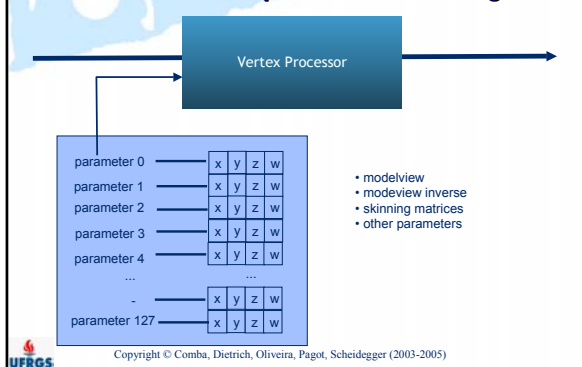 Vertex Processor
parameter 0 x y z w
parameter 1 x y z w
parameter 2 x y z w
parameter 3 x y z w
parameter 4 x y z w
... ...
- x y z w
parameter 127 x y z w
• modelview
• modeview inverse
• skinning matrices
• other parameters
UFRGS
Copyright © Comba, Dietrich, Oliveira, Pagot, Scheidegger (2003-2005)